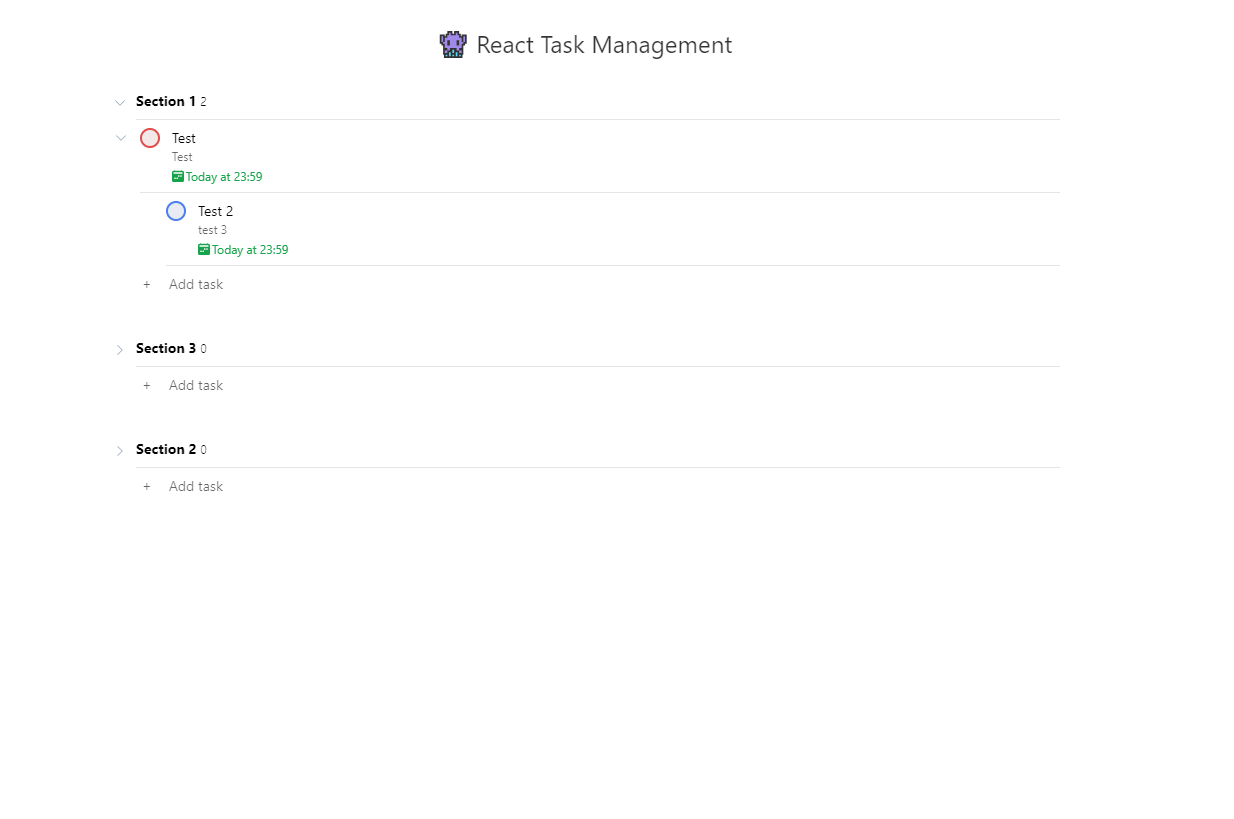 React Task Management
Section 1 2
Test
Test
Today at 23:59
Test 2
test 3
Today at 23:59
+ Add task
Section 3 0
+ Add task
Section 2 0
+ Add task